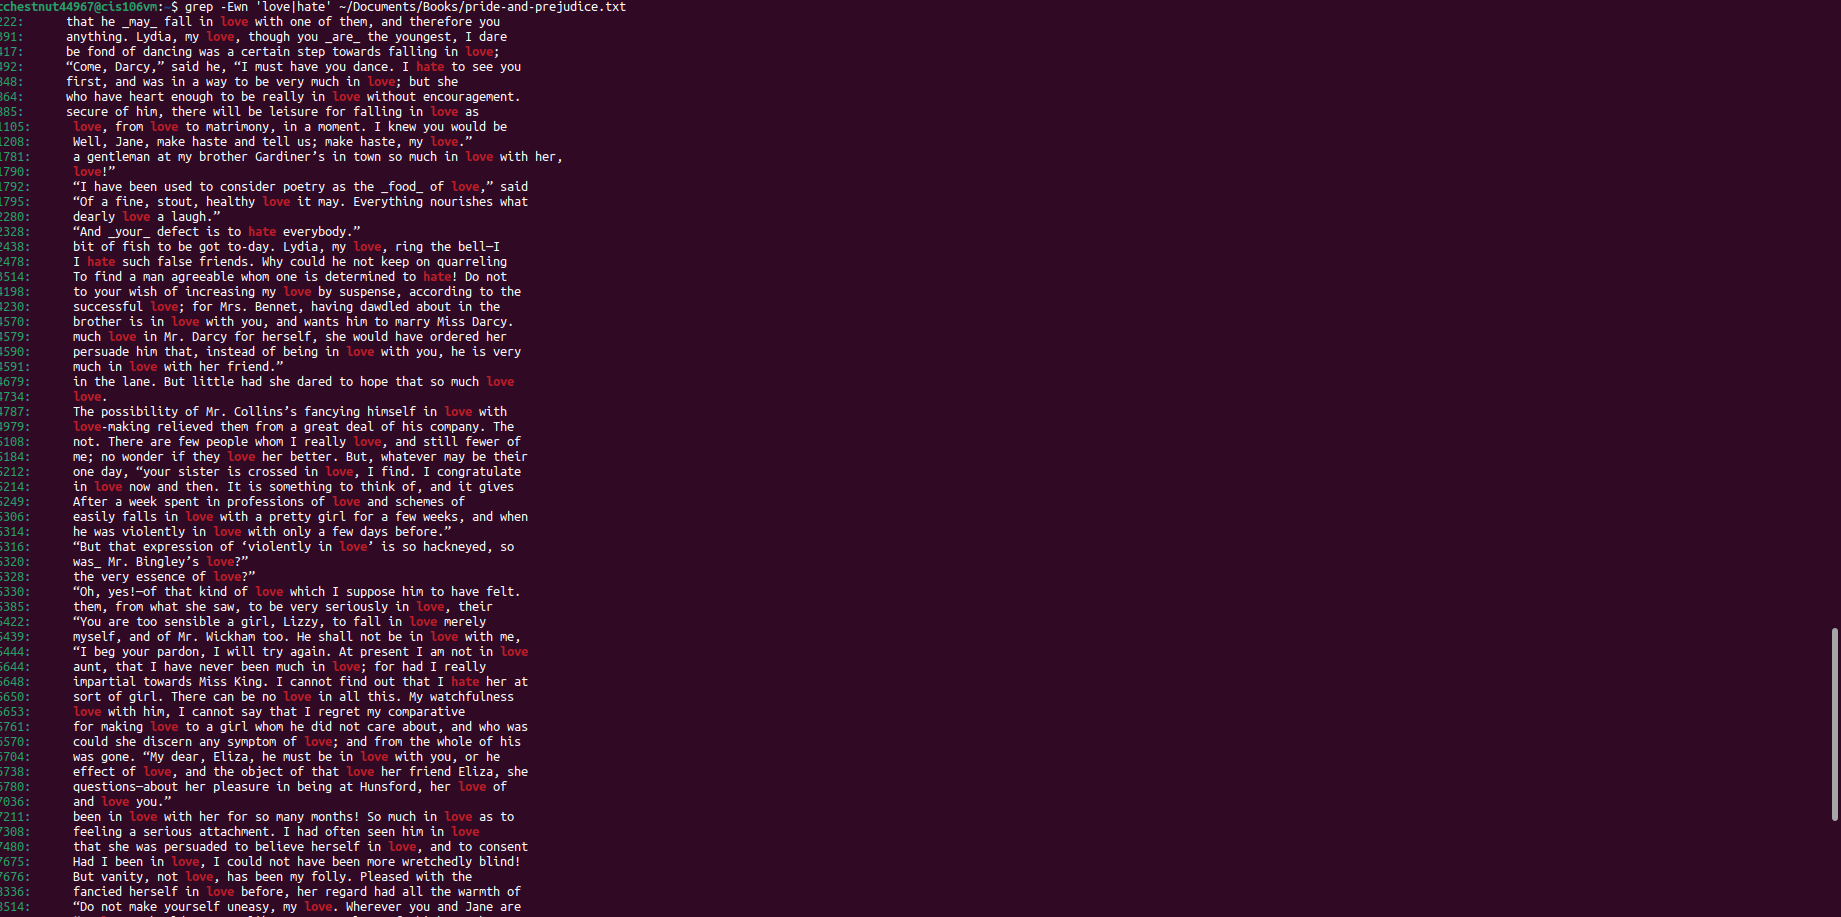 cchestnut44967@cis106vm:~$ grep -Ewn 'love|hate' ~/Documents/Books/pride-and-prejudice.txt
222: that he _may_ fall in love with one of them, and therefore you
391: anything. Lydia, my love, though you _are_ the youngest, I dare
417: be fond of dancing was a certain step towards falling in love;
492: “Come, Darcy,” said he, “I must have you dance. I hate to see you
848: first, and was in a way to be very much in love; but she
864: who have heart enough to be really in love without encouragement.
885: secure of him, there will be leisure for falling in love as
1105: love, from love to matrimony, in a moment. I knew you would be
1208: Well, Jane, make haste and tell us; make haste, my love.”
1781: a gentleman at my brother Gardiner’s in town so much in love with her,
1790: love!”
1792: “I have been used to consider poetry as the _food_ of love,” said
1795: “Of a fine, stout, healthy love it may. Everything nourishes what
2280: dearly love a laugh.”
2328: “And _your_ defect is to hate everybody.”
2438: bit of fish to be got to-day. Lydia, my love, ring the bell—I
2478: I hate such false friends. Why could he not keep on quarreling
3514: To find a man agreeable whom one is determined to hate! Do not
4198: to your wish of increasing my love by suspense, according to the
4230: successful love; for Mrs. Bennet, having dawdled about in the
4570: brother is in love with you, and wants him to marry Miss Darcy.
4579: much love in Mr. Darcy for herself, she would have ordered her
4590: persuade him that, instead of being in love with you, he is very
4591: much in love with her friend.”
4679: in the lane. But little had she dared to hope that so much love
4734: love.
4787: The possibility of Mr. Collins’s fancying himself in love with
4979: love-making relieved them from a great deal of his company. The
5108: not. There are few people whom I really love, and still fewer of
5184: me; no wonder if they love her better. But, whatever may be their
5212: one day, “your sister is crossed in love, I find. I congratulate
5214: in love now and then. It is something to think of, and it gives
5249: After a week spent in professions of love and schemes of
5306: easily falls in love with a pretty girl for a few weeks, and when
5314: he was violently in love with only a few days before.”
5316: “But that expression of ‘violently in love’ is so hackneyed, so
5320: was_ Mr. Bingley’s love?”
5328: the very essence of love?”
5330: “Oh, yes!—of that kind of love which I suppose him to have felt.
5385: them, from what she saw, to be very seriously in love, their
5422: “You are too sensible a girl, Lizzy, to fall in love merely
5439: myself, and of Mr. Wickham too. He shall not be in love with me,
5444: “I beg your pardon, I will try again. At present I am not in love
5644: aunt, that I have never been much in love; for had I really
5648: impartial towards Miss King. I cannot find out that I hate her at
5650: sort of girl. There can be no love in all this. My watchfulness
5653: love with him, I cannot say that I regret my comparative
5761: for making love to a girl whom he did not care about, and who was
6570: could she discern any symptom of love; and from the whole of his
6704: was gone. “My dear, Eliza, he must be in love with you, or he
6738: effect of love, and the object of that love her friend Eliza, she
6780: questions—about her pleasure in being at Hunsford, her love of
7036: and love you.”
7211: been in love with her for so many months! So much in love as to
7308: feeling a serious attachment. I had often seen him in love
7480: that she was persuaded to believe herself in love, and to consent
7675: Had I been in love, I could not have been more wretchedly blind!
7676: But vanity, not love, has been my folly. Pleased with the
8336: fancied herself in love before, her regard had all the warmth of
8514: “Do not make yourself uneasy, my love. Wherever you and Jane are